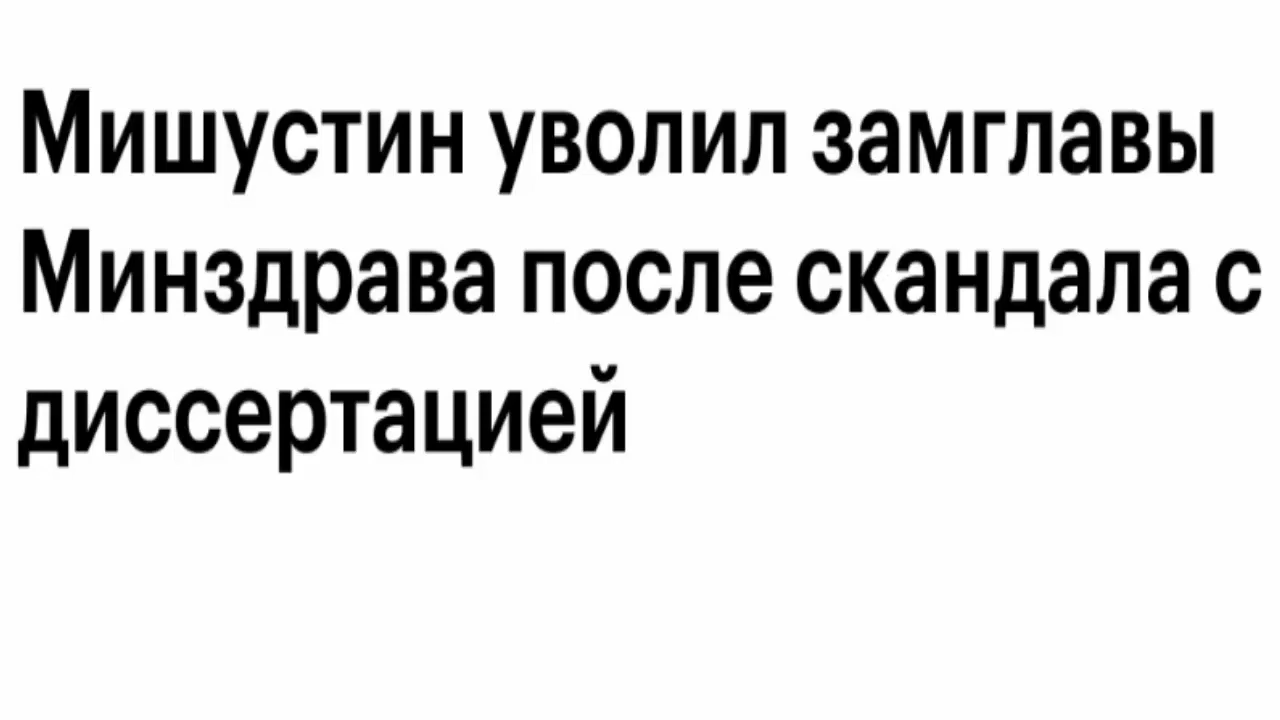 Мишустин уволил замглавы
Минздрава после скандала с
диссертацией